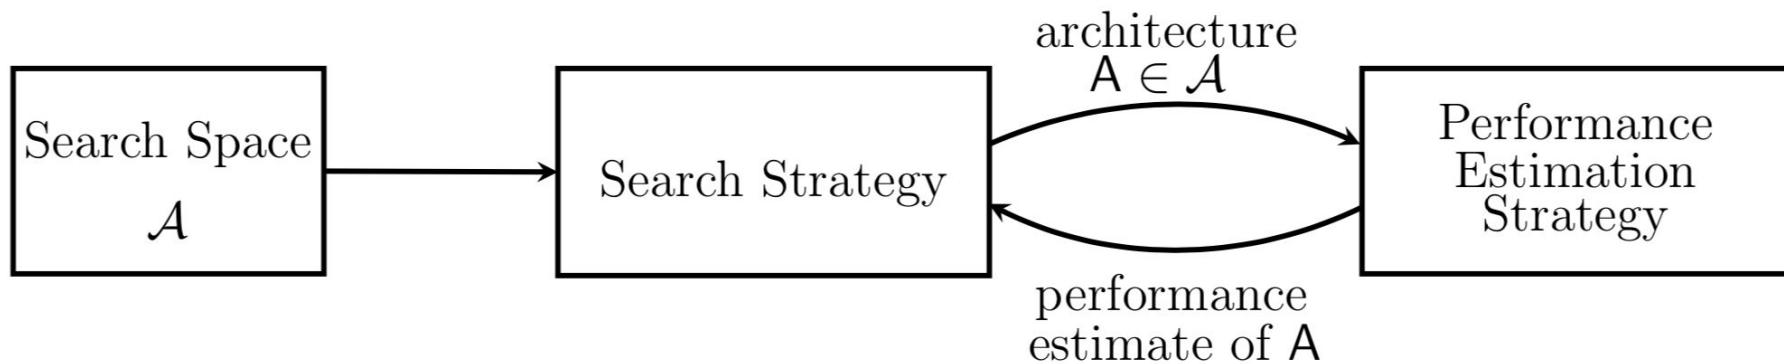 Search Space
𝒜
Search Strategy
architecture
A ∈ 𝒜
performance
estimate of A
Performance
Estimation
Strategy